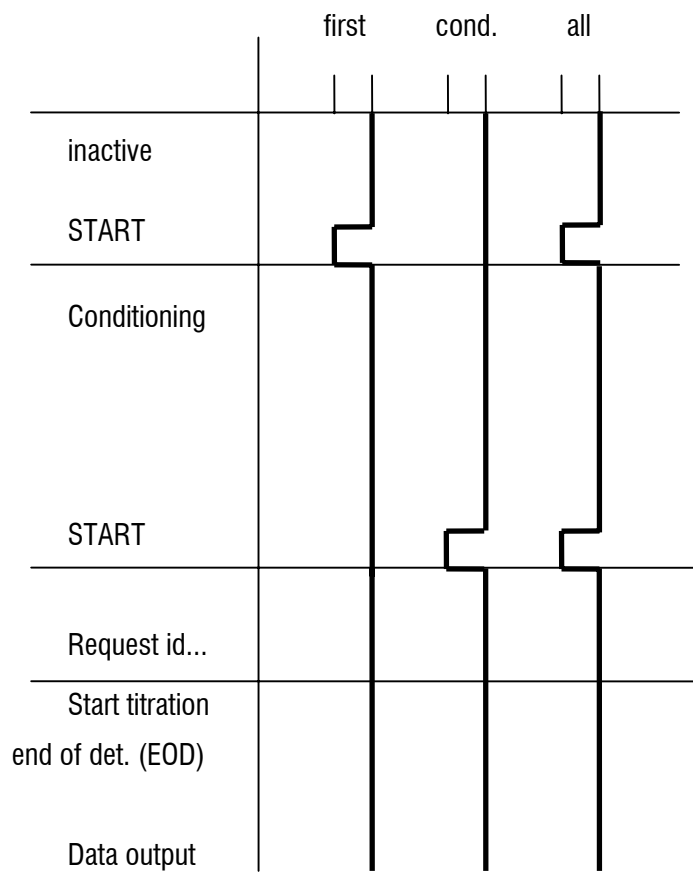 first cond. all
inactive
START
Conditioning
START
Request id...
Start titration
end of det. (EOD)
Data output